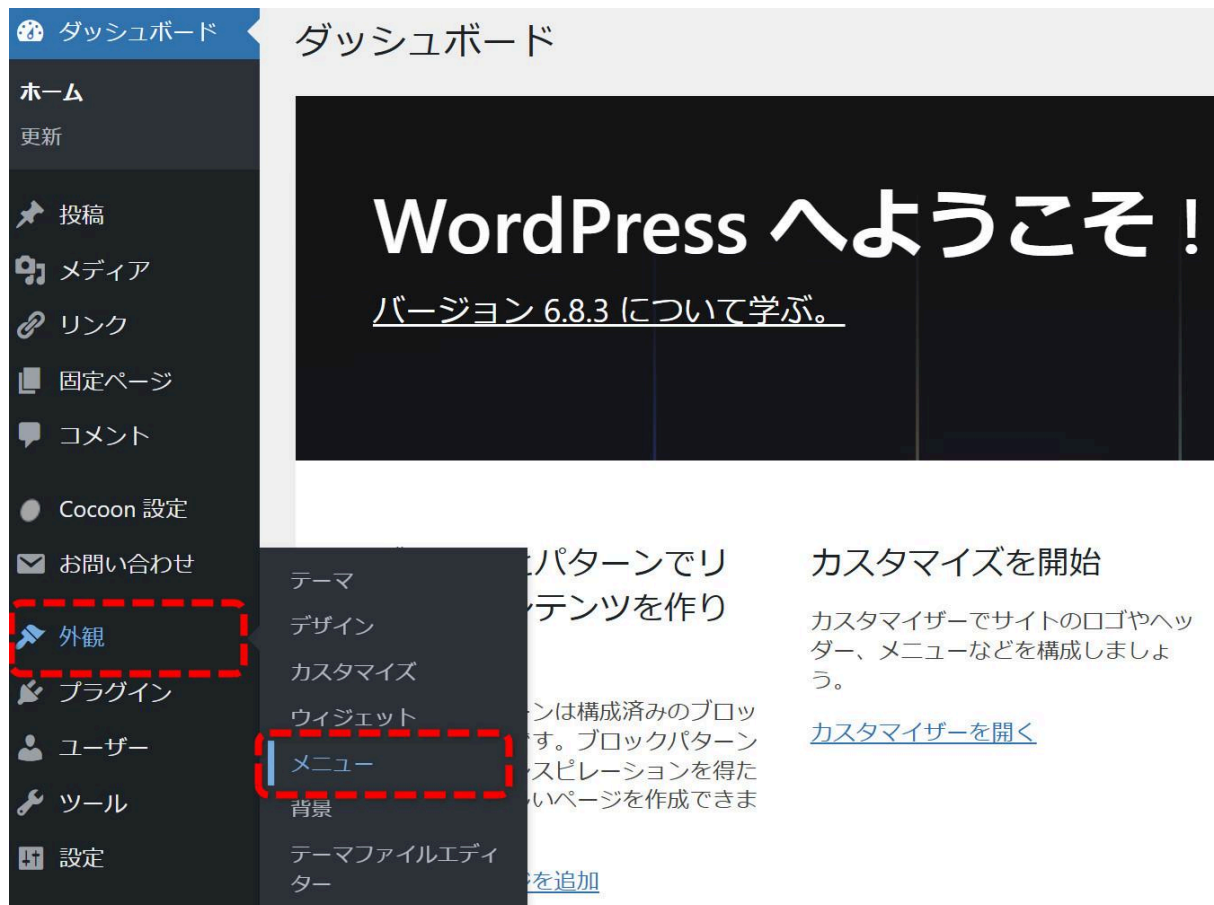 ダッシュボード
ホーム
更新
投稿
メディア
リンク
固定ページ
コメント
Cocoon 設定
お問い合わせ
外観
プラグイン
ユーザー
ツール
設定
テーマ
デザイン
カスタマイズ
ウィジェット
メニュー
背景
テーマファイルエディ
ター
ダッシュボード
WordPress へようこそ！
バージョン 6.8.3 について学ぶ。
パターンでリ
テンツを作り
ンは構成済みのブロッ
す。ブロックパターン
スピレーションを得た
いページを作成できま
を追加
カスタマイズを開始
カスタマイザーでサイトのロゴやヘッ
ダー、メニューなどを構成しましょ
う。
カスタマイザーを開く